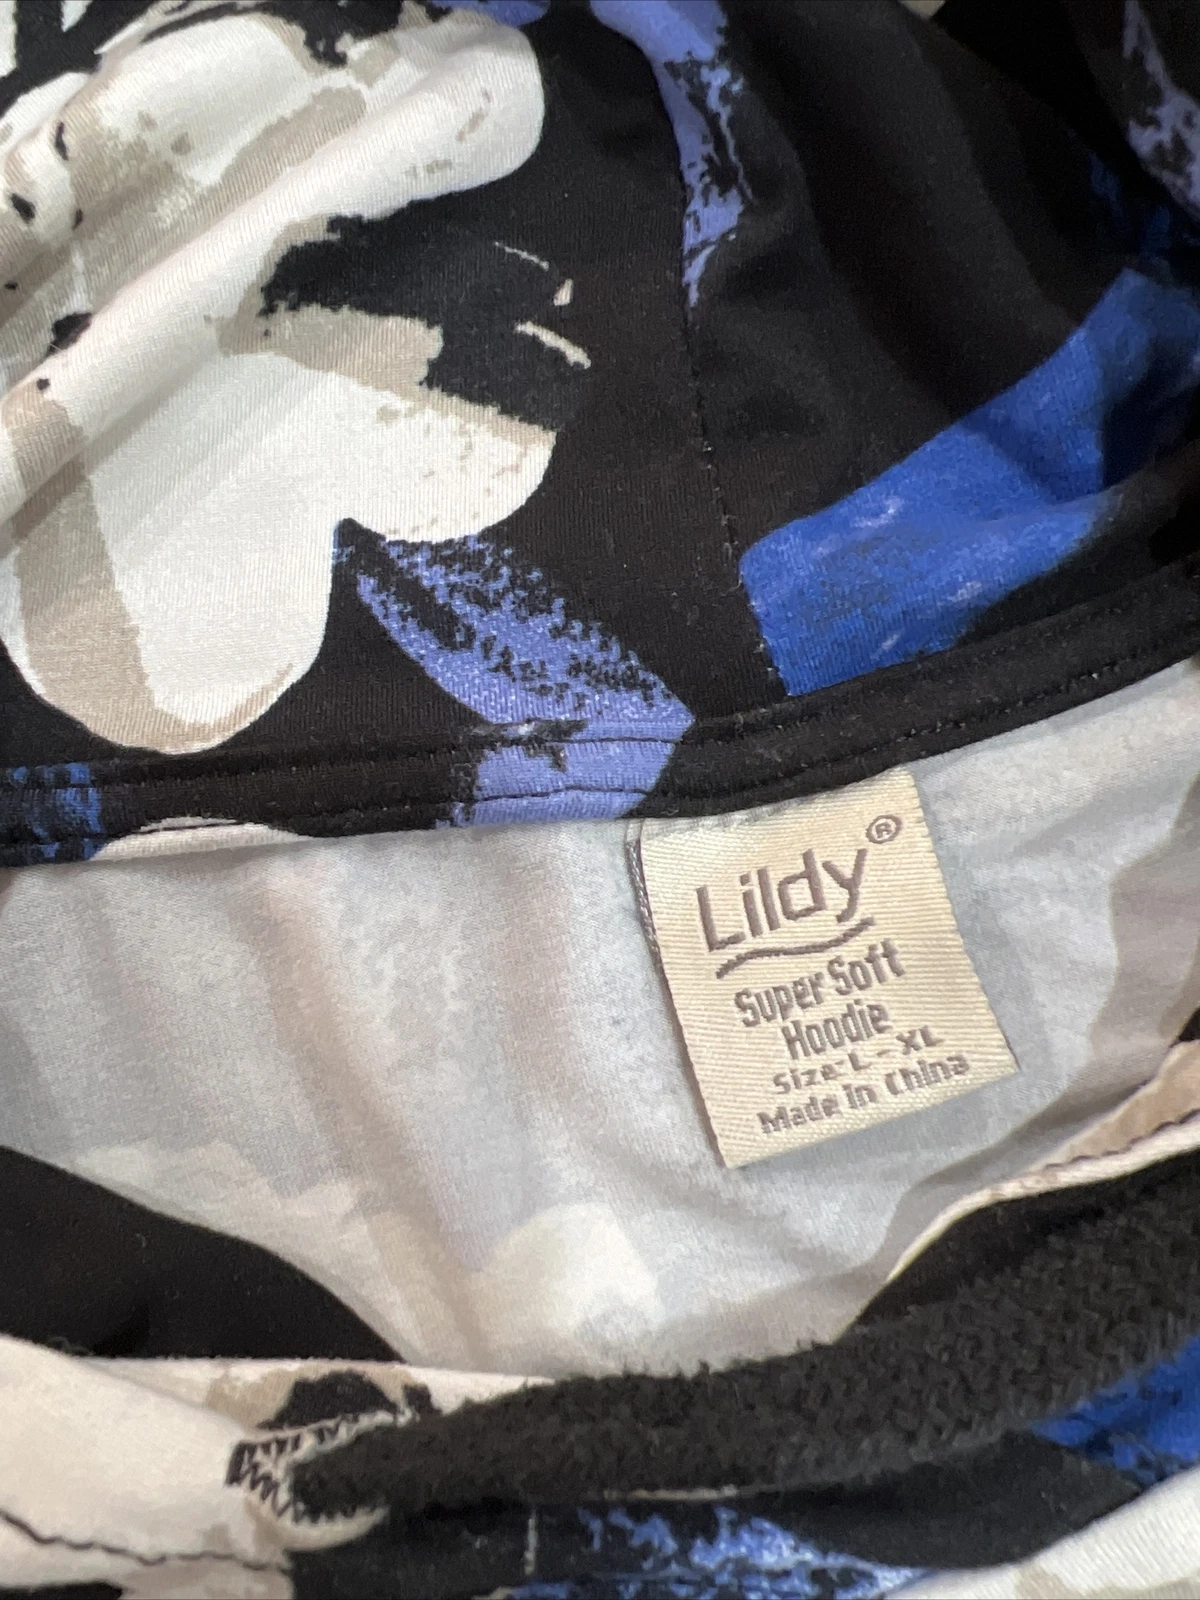 Lildy®
Super Soft
Hoodie
Size: L-XL
Made in China